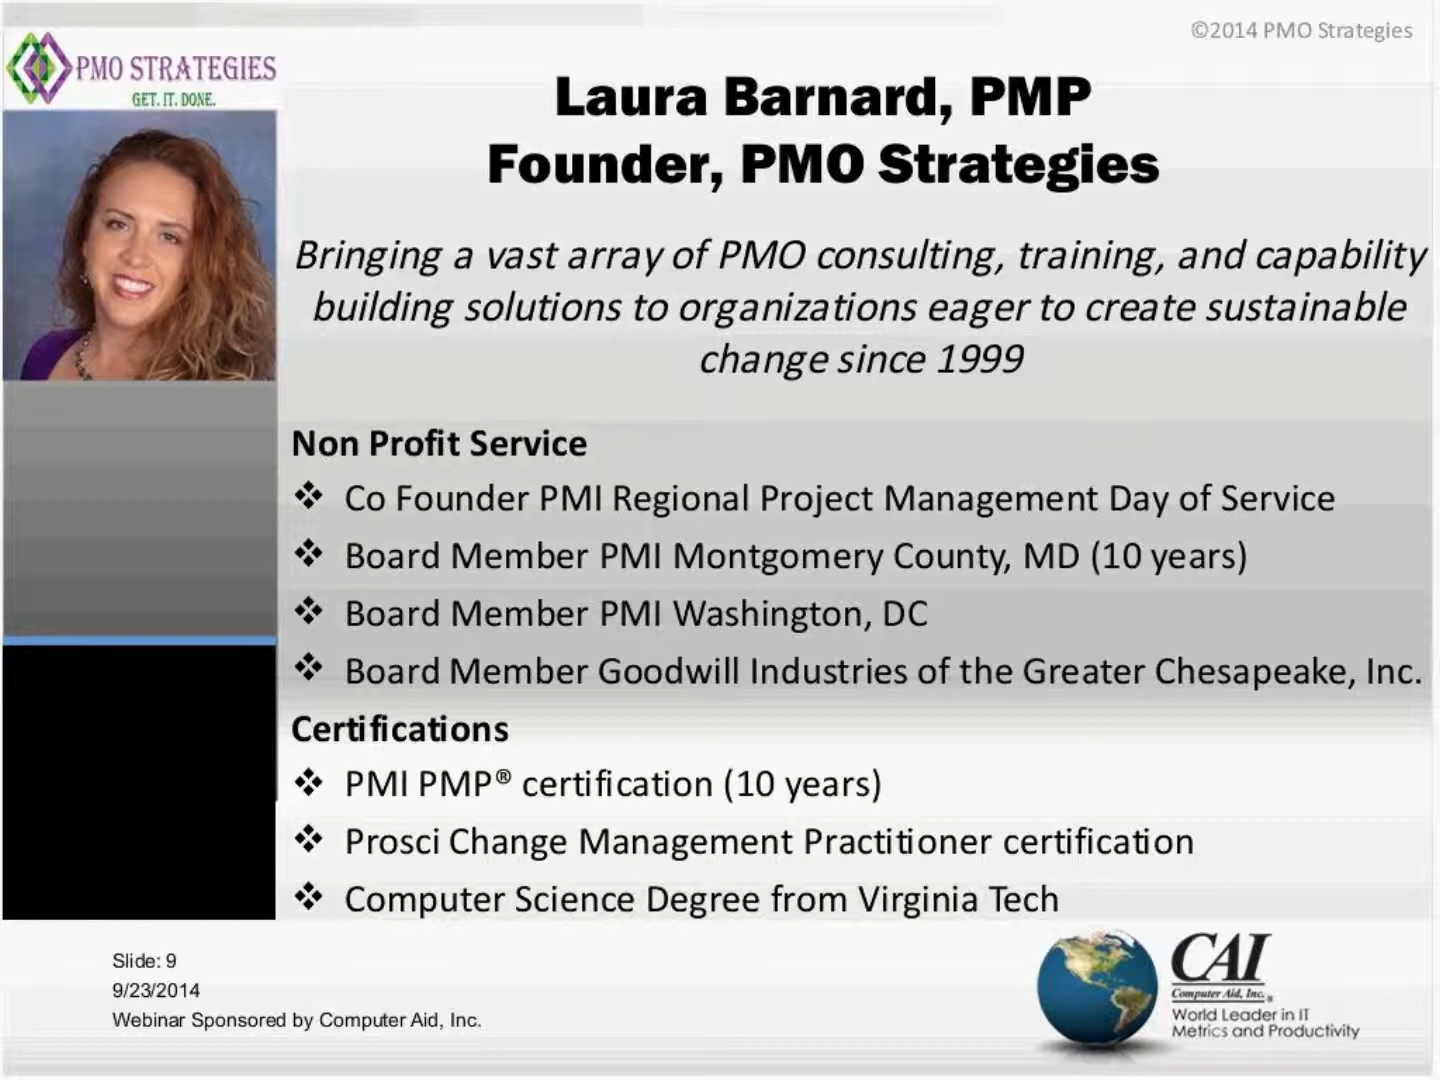 ©2014 PMO Strategies
PMO STRATEGIES
GET. IT. DONE.
Laura Barnard, PMP
Founder, PMO Strategies
Bringing a vast array of PMO consulting, training, and capability
building solutions to organizations eager to create sustainable
change since 1999
Non Profit Service
❖ Co Founder PMI Regional Project Management Day of Service
❖ Board Member PMI Montgomery County, MD (10 years)
❖ Board Member PMI Washington, DC
❖ Board Member Goodwill Industries of the Greater Chesapeake, Inc.
Certifications
❖ PMI PMP® certification (10 years)
❖ Prosci Change Management Practitioner certification
❖ Computer Science Degree from Virginia Tech
Slide: 9
9/23/2014
Webinar Sponsored by Computer Aid, Inc.
CAI
Computer Aid, Inc.®
World Leader in IT
Metrics and Productivity